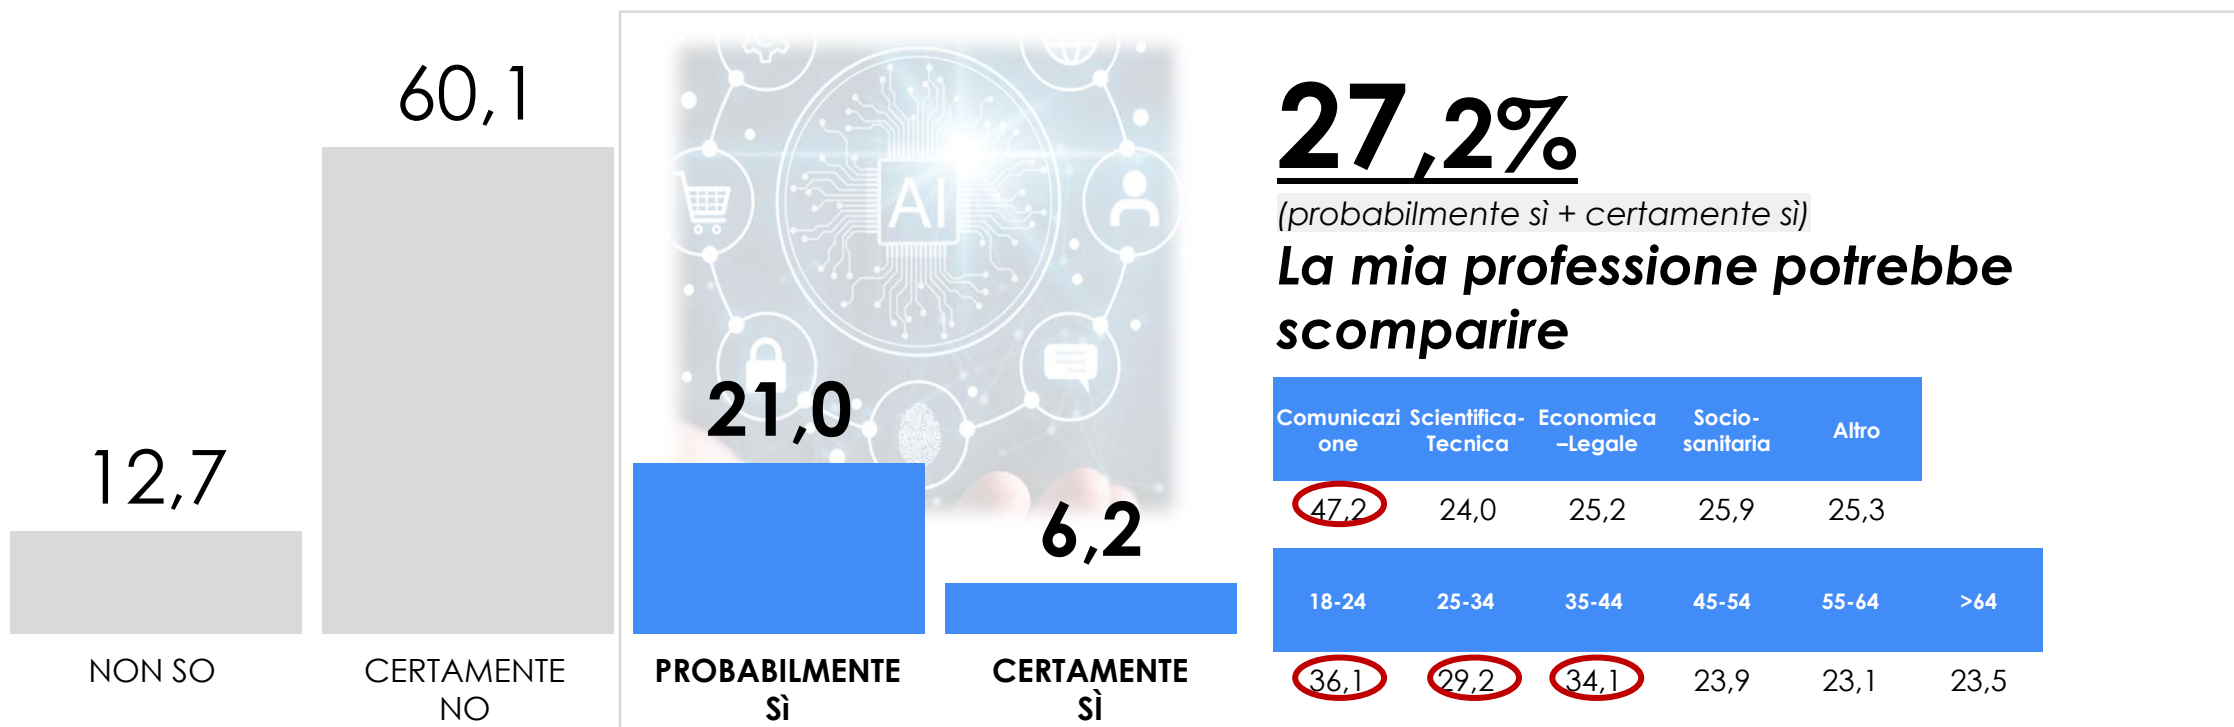 12,7
60,1
21,0
6,2
NON SO
CERTAMENTE
NO
PROBABILMENTE
Sì
CERTAMENTE
SÌ
AI
27,2%
(probabilmente sì + certamente sì)
La mia professione potrebbe
scomparire
Comunicazi
one
Scientifica-
Tecnica
Economica
–Legale
Socio-
sanitaria
Altro
47,2 24,0 25,2 25,9 25,3
18-24 25-34 35-44 45-54 55-64 >64
36,1 29,2 34,1 23,9 23,1 23,5